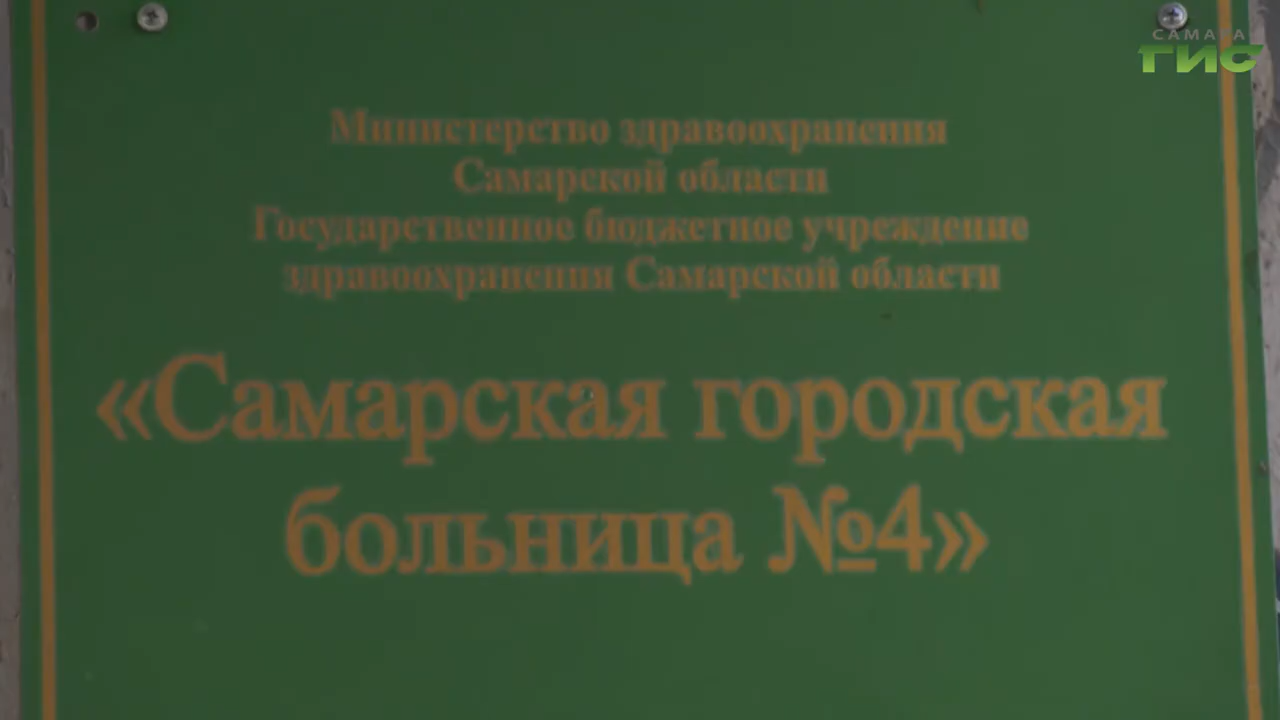 САМАРА
ГИС
Министерство здравоохранения
Самарской области
Государственное бюджетное учреждение
здравоохранения Самарской области
«Самарская городская
больница №4»